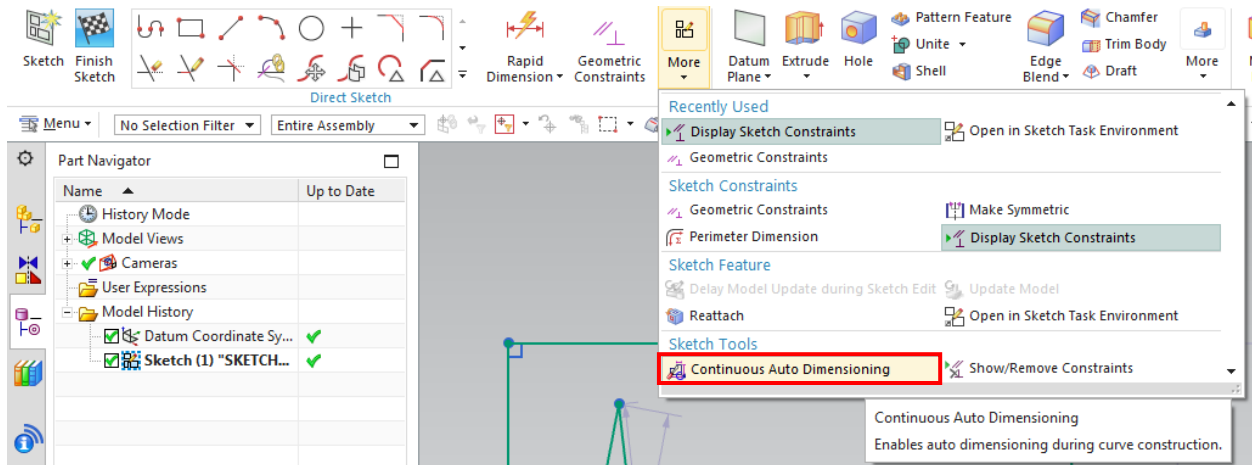 Sketch
Finish
Sketch
Direct Sketch
Rapid
Dimension
Geometric
Constraints
More
Datum
Plane
Extrude
Hole
Pattern Feature
Unite
Shell
Edge
Blend
Chamfer
Trim Body
Draft
More
Menu
No Selection Filter
Entire Assembly
Part Navigator
Name
Up to Date
History Mode
Model Views
Cameras
User Expressions
Model History
Datum Coordinate Sy...
Sketch (1) "SKETCH...
Recently Used
Display Sketch Constraints
Open in Sketch Task Environment
Geometric Constraints
Sketch Constraints
Geometric Constraints
Make Symmetric
Perimeter Dimension
Display Sketch Constraints
Sketch Feature
Delay Model Update during Sketch Edit
Update Model
Reattach
Open in Sketch Task Environment
Sketch Tools
Continuous Auto Dimensioning
Show/Remove Constraints
Continuous Auto Dimensioning
Enables auto dimensioning during curve construction.